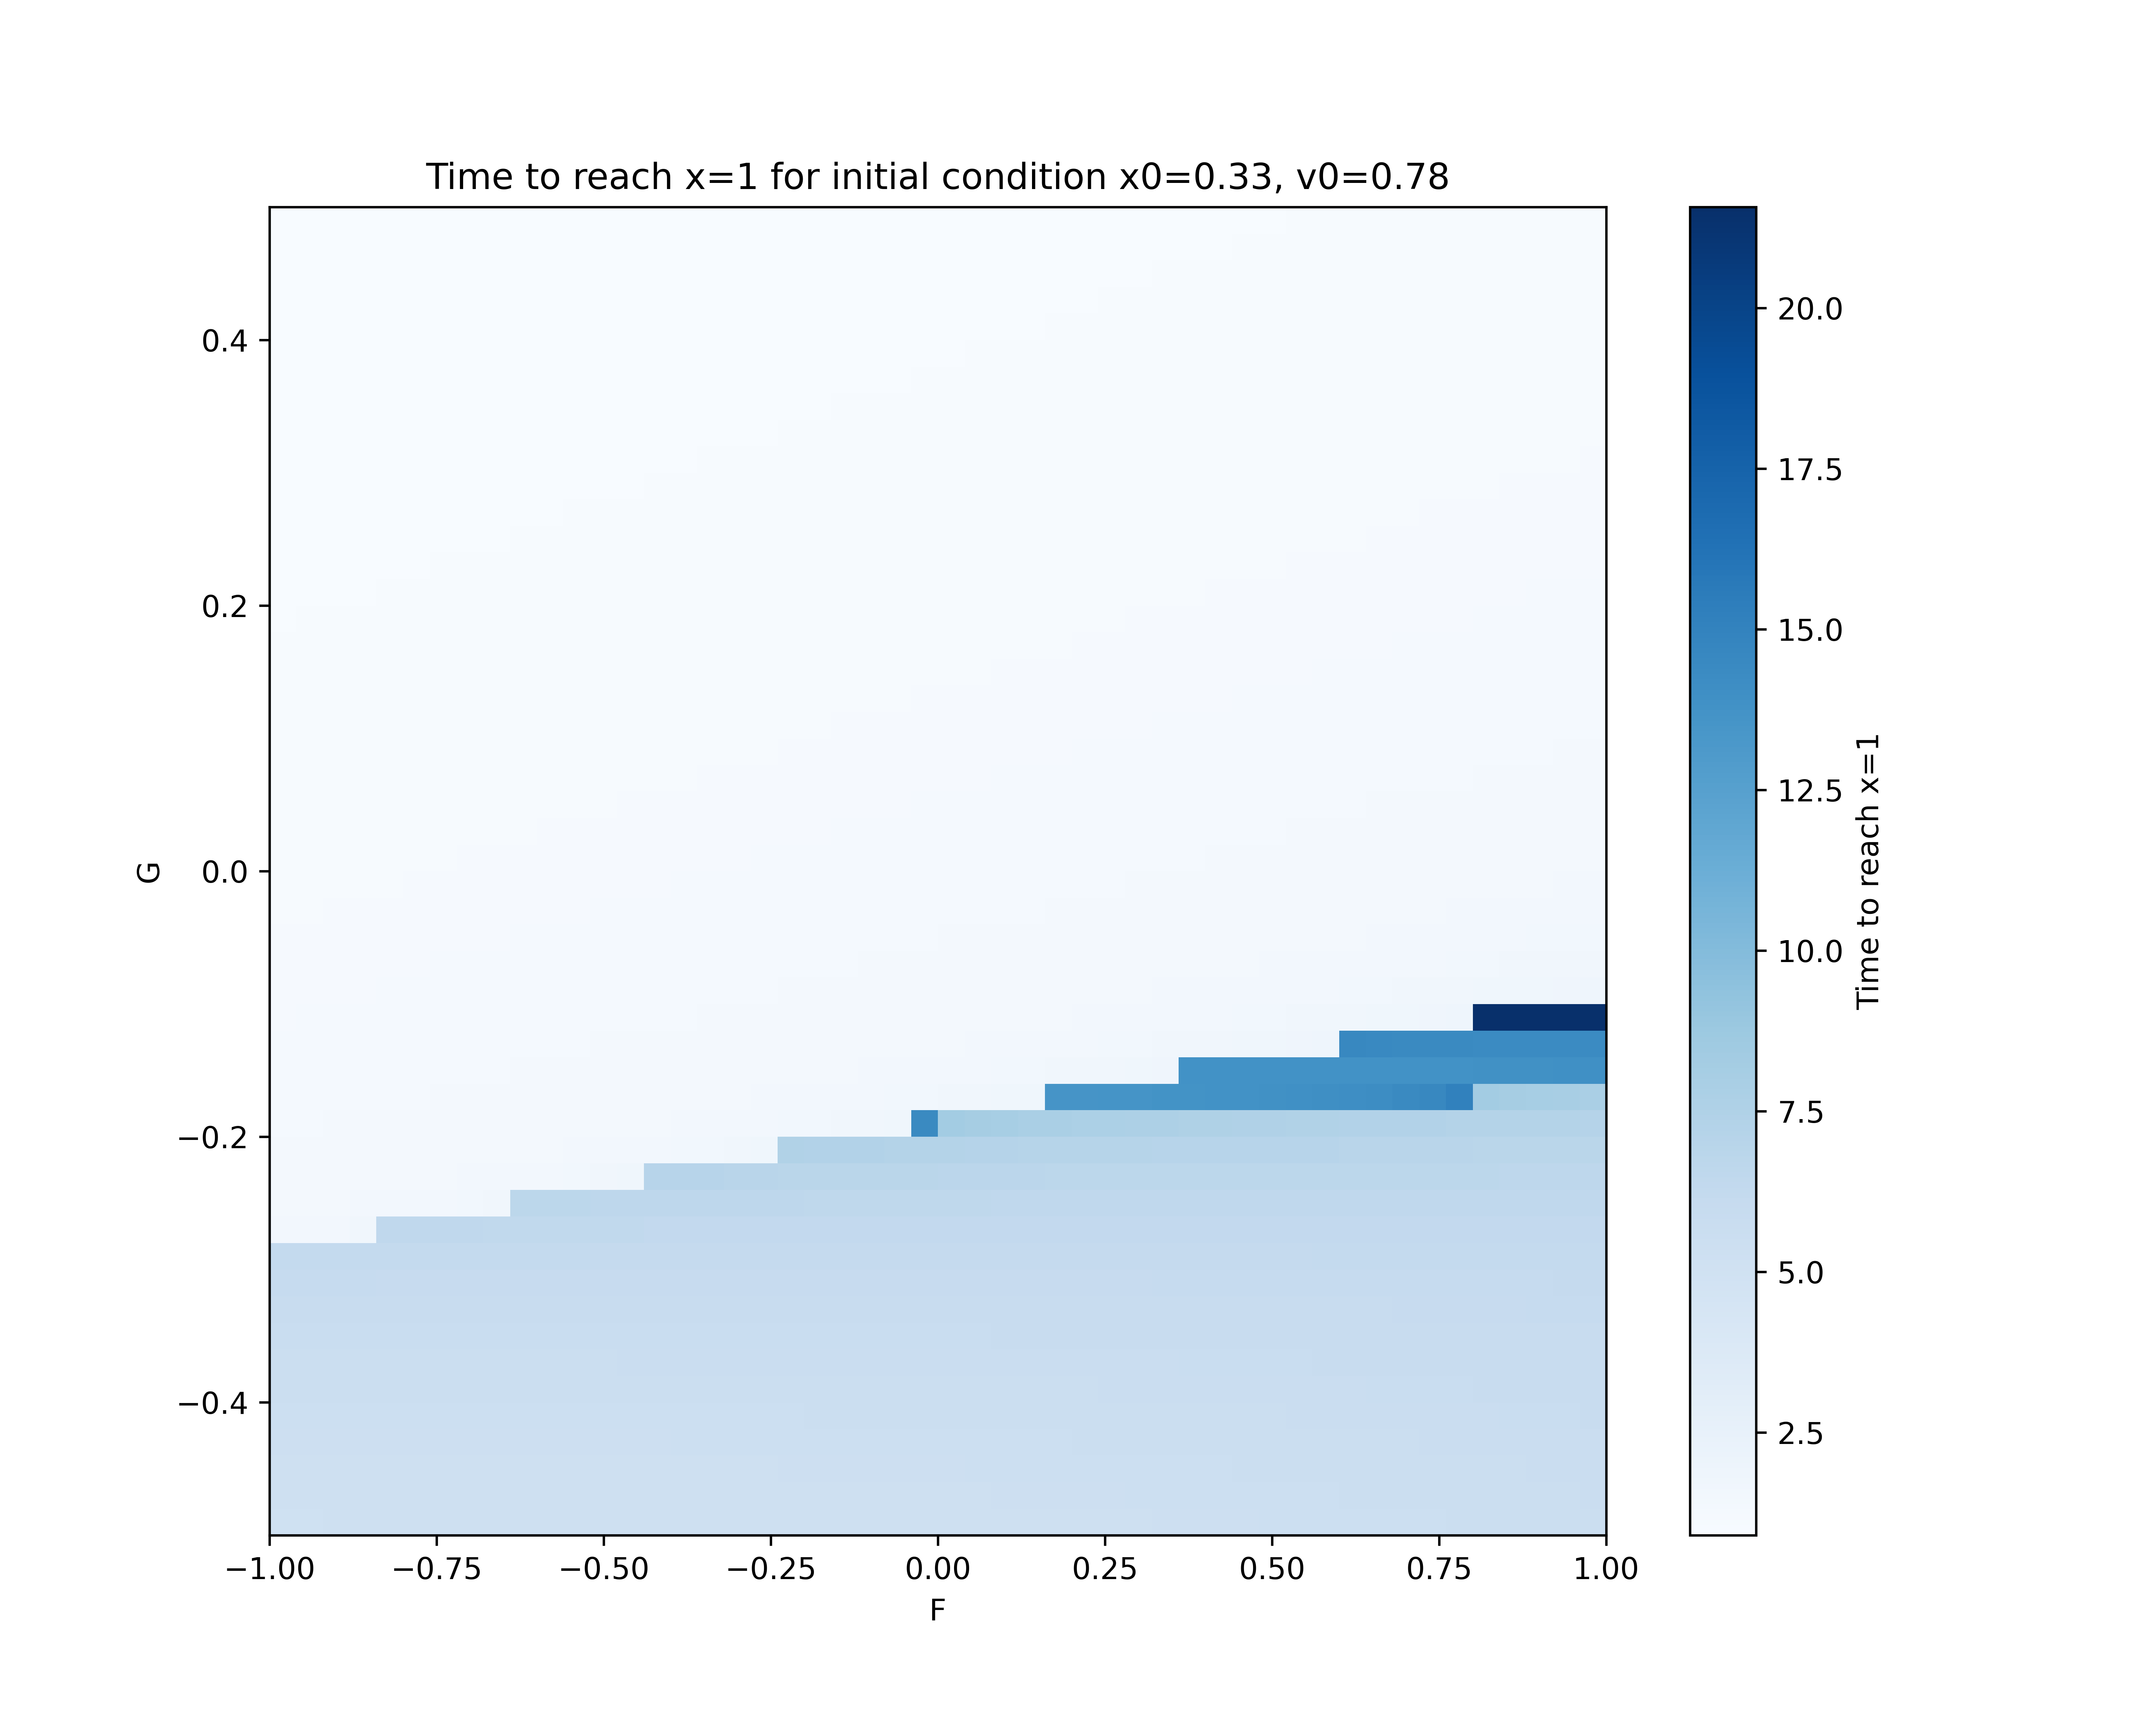 Time to reach x=1 for initial condition x0=0.33, v0=0.78
0.4
0.2
0.0
−0.2
−0.4
G
−1.00 −0.75 −0.50 −0.25 0.00 0.25 0.50 0.75 1.00
F
20.0
17.5
15.0
12.5
10.0
7.5
5.0
2.5
Time to reach x=1